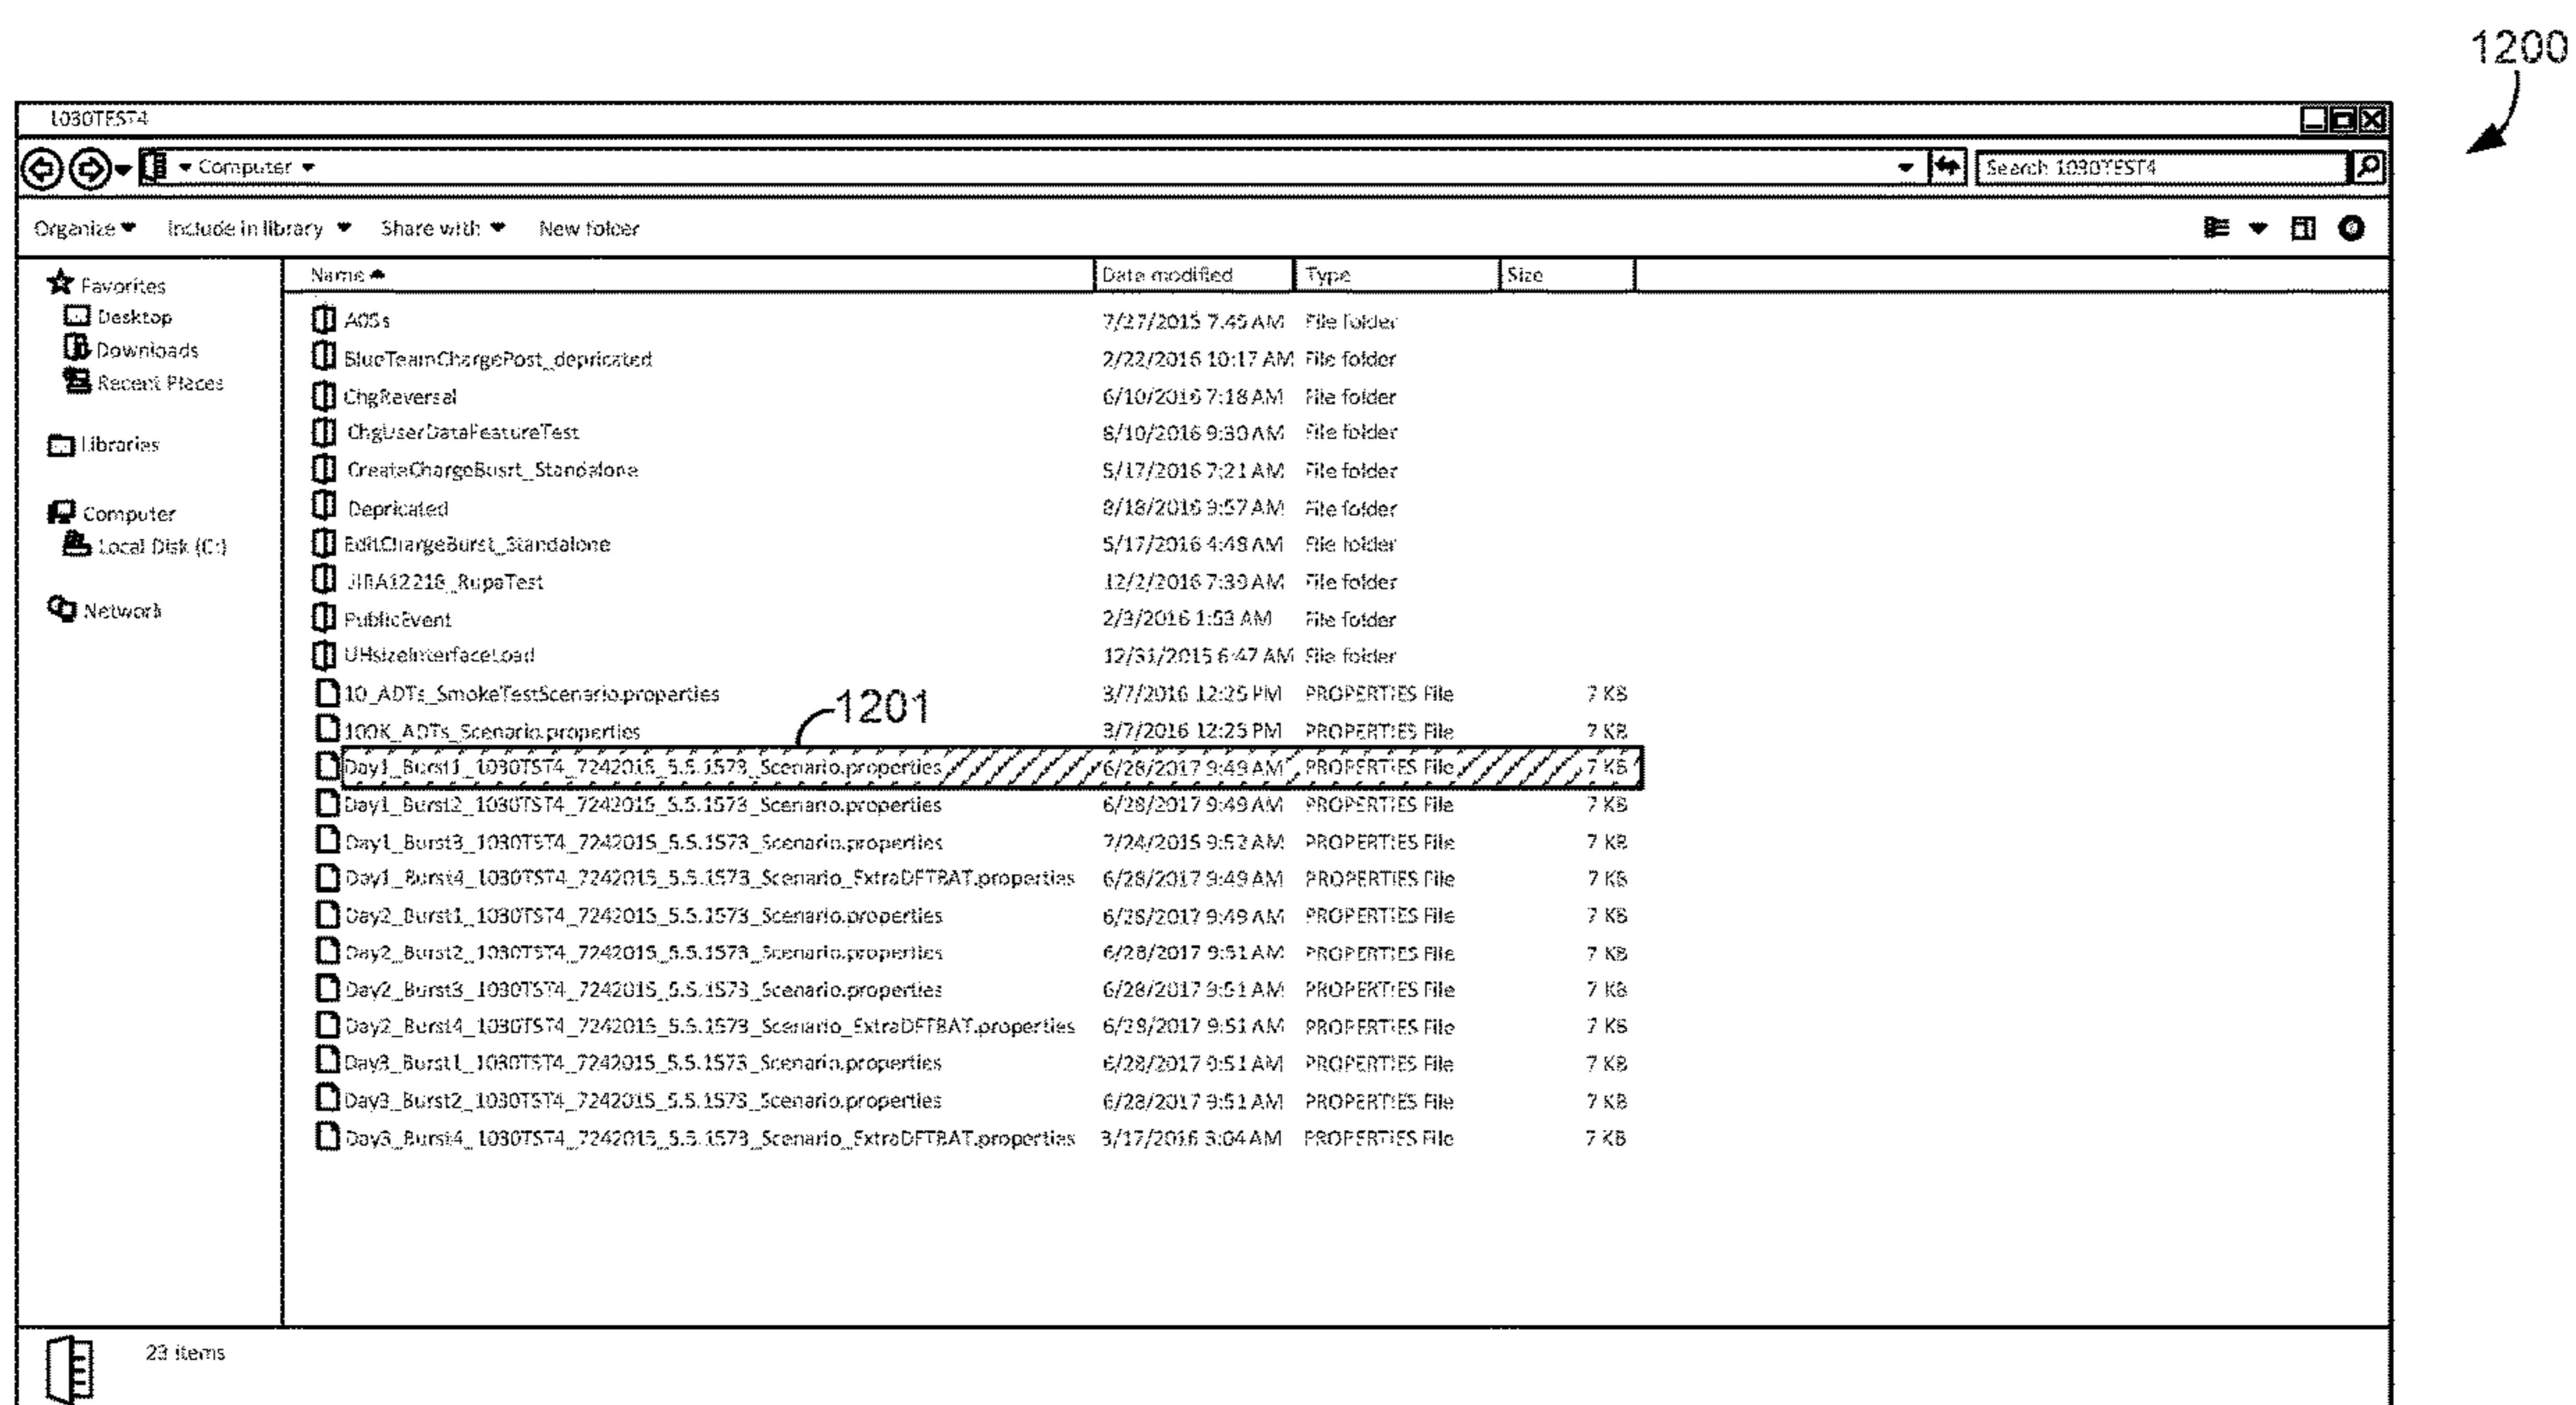 1200
1030TEST4
Computer
Search 1030TEST4
Organize Include in library Share with New folder
Name Date modified Type Size
Favorites
Desktop
Downloads
Recent Places
Libraries
Computer
Local Disk (C:)
Network
7/27/2015 7:45 AM File folder
BlueTeamChargePost_depricated 2/22/2016 10:17 AM File folder
ChgReversal 6/10/2016 7:18 AM File folder
ChgUserDataFeatureTest 8/10/2016 9:30 AM File folder
CreateChargeBusrt_Standalone 5/17/2016 7:21 AM File folder
Depricated 8/18/2016 9:57 AM File folder
EditChargeBurst_Standalone 5/17/2016 4:48 AM File folder
JIRA12218_RupaTest 12/2/2016 7:39 AM File folder
PublicEvent 2/3/2016 1:53 AM File folder
UHsizeInterfaceLoad 12/31/2015 6:47 AM File folder
10_ADTs_SmokeTestScenario.properties 3/7/2016 12:25 PM PROPERTIES File 7 KB
1201
100K_ADTs_Scenario.properties 3/7/2016 12:25 PM PROPERTIES File 7 KB
Day1_Burst1_1030TST4_7242015_5.5.1573_Scenario.properties 6/28/2017 9:49 AM PROPERTIES File 7 KB
Day1_Burst2_1030TST4_7242015_5.5.1573_Scenario.properties 6/28/2017 9:49 AM PROPERTIES File 7 KB
Day1_Burst3_1030TST4_7242015_5.5.1573_Scenario.properties 7/24/2015 9:52 AM PROPERTIES File 7 KB
Day1_Burst4_1030TST4_7242015_5.5.1573_Scenario_ExtraDFTBAT.properties 6/28/2017 9:49 AM PROPERTIES File 7 KB
Day2_Burst1_1030TST4_7242015_5.5.1573_Scenario.properties 6/28/2017 9:49 AM PROPERTIES File 7 KB
Day2_Burst2_1030TST4_7242015_5.5.1573_Scenario.properties 6/28/2017 9:51 AM PROPERTIES File 7 KB
Day2_Burst3_1030TST4_7242015_5.5.1573_Scenario.properties 6/28/2017 9:51 AM PROPERTIES File 7 KB
Day2_Burst4_1030TST4_7242015_5.5.1573_Scenario_ExtraDFTBAT.properties 6/28/2017 9:51 AM PROPERTIES File 7 KB
Day3_Burst1_1030TST4_7242015_5.5.1573_Scenario.properties 6/28/2017 9:51 AM PROPERTIES File 7 KB
Day3_Burst2_1030TST4_7242015_5.5.1573_Scenario.properties 6/28/2017 9:51 AM PROPERTIES File 7 KB
Day3_Burst4_1030TST4_7242015_5.5.1573_Scenario_ExtraDFTBAT.properties 3/17/2016 3:04 AM PROPERTIES File 7 KB
23 items